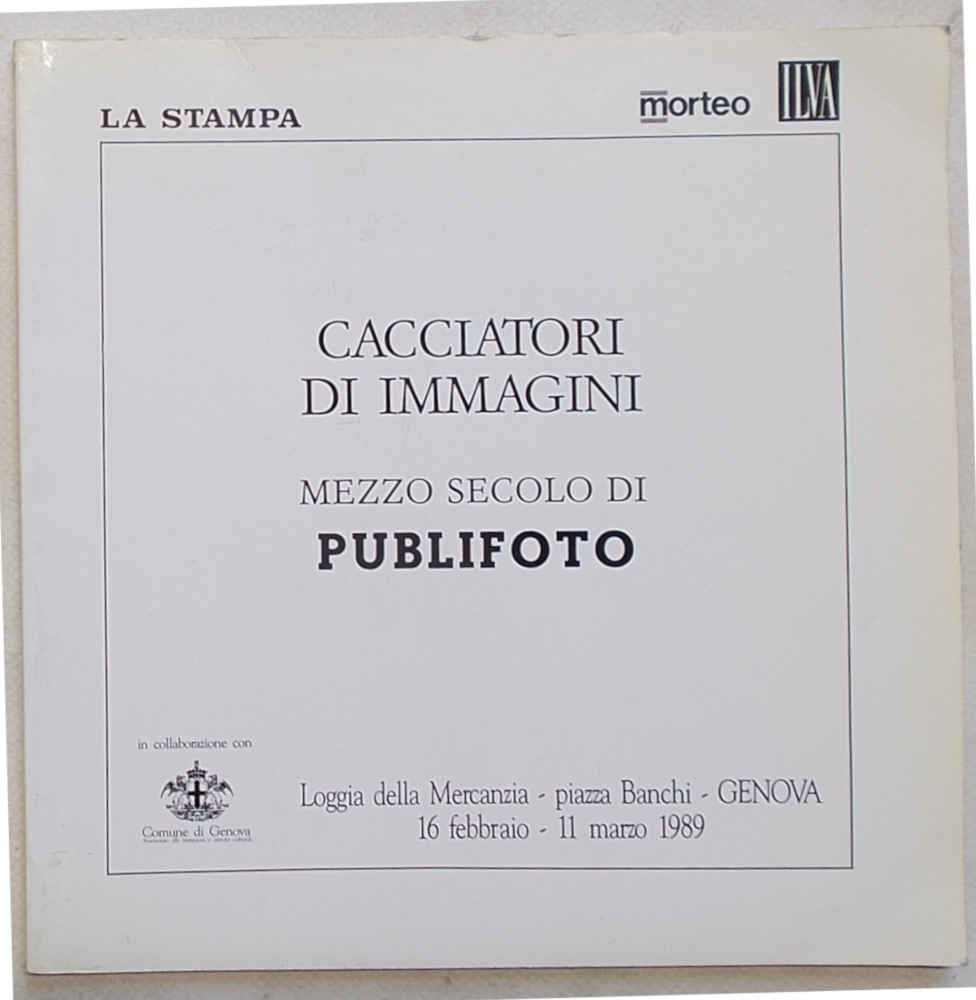 LA STAMPA
morteo
ILVA
CACCIATORI
DI IMMAGINI
MEZZO SECOLO DI
PUBLIFOTO
in collaborazione con
Comune di Genova
Loggia della Mercanzia - piazza Banchi - GENOVA
16 febbraio - 11 marzo 1989